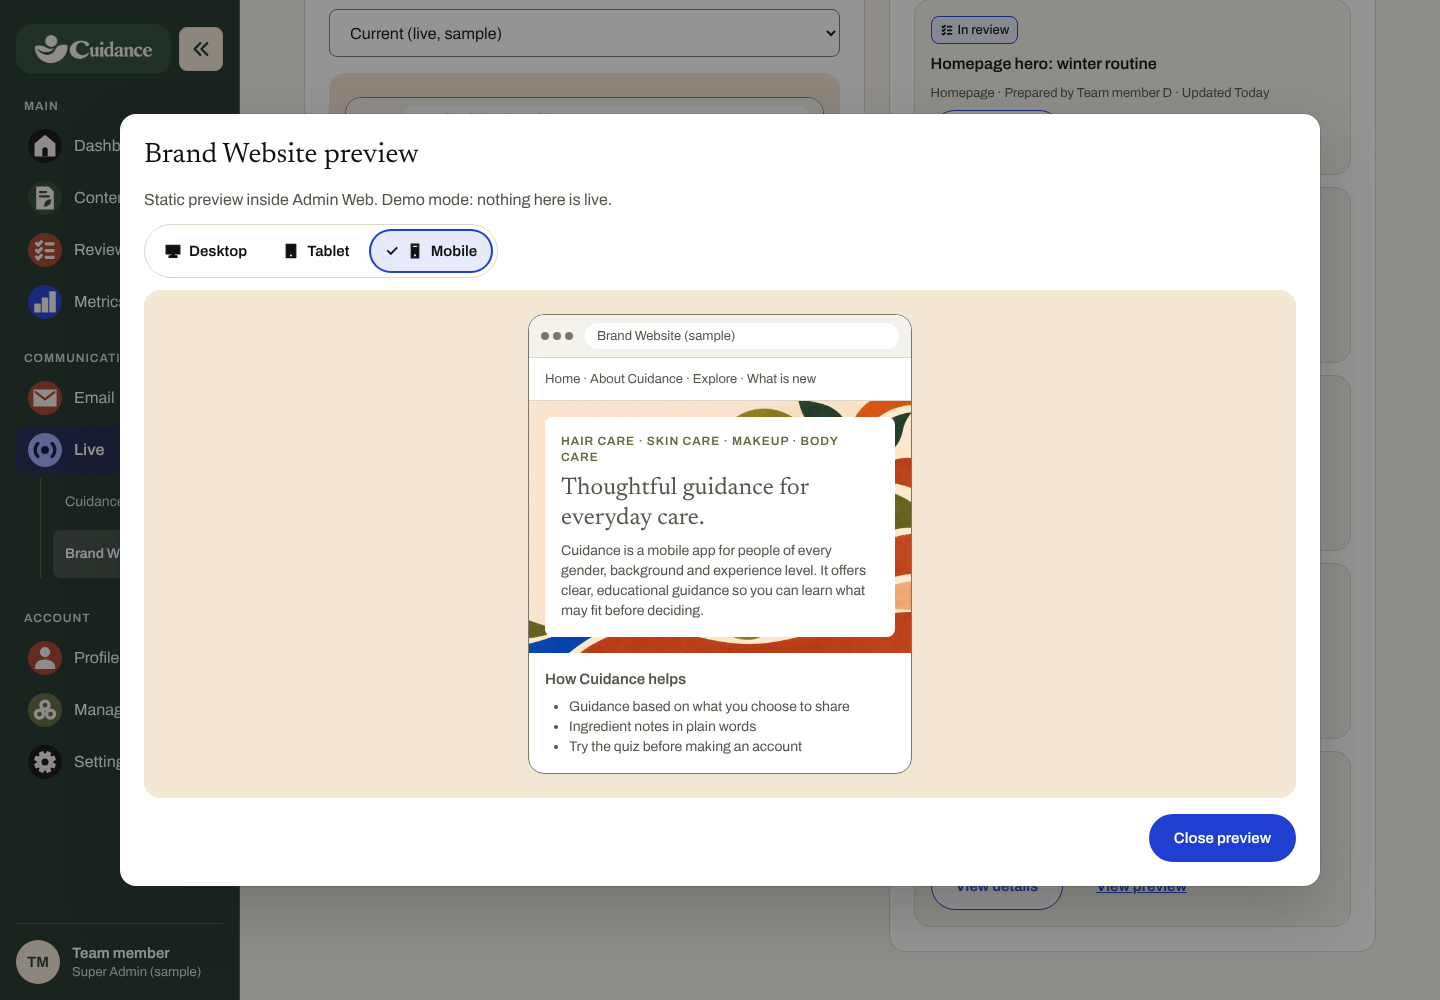 Cuidance
MAIN
Dashb
Conten
Review
Metrics
COMMUNICATI
Email
Live
Cuidance
Brand W
ACCOUNT
Profile
Manag
Setting
TM
Team member
Super Admin (sample)
Current (live, sample)
In review
Homepage hero: winter routine
Homepage · Prepared by Team member D · Updated Today
Brand Website preview
Static preview inside Admin Web. Demo mode: nothing here is live.
Desktop
Tablet
Mobile
Brand Website (sample)
Home · About Cuidance · Explore · What is new
HAIR CARE · SKIN CARE · MAKEUP · BODY
CARE
Thoughtful guidance for
everyday care.
Cuidance is a mobile app for people of every
gender, background and experience level. It offers
clear, educational guidance so you can learn what
may fit before deciding.
How Cuidance helps
• Guidance based on what you choose to share
• Ingredient notes in plain words
• Try the quiz before making an account
Close preview
View details
View preview